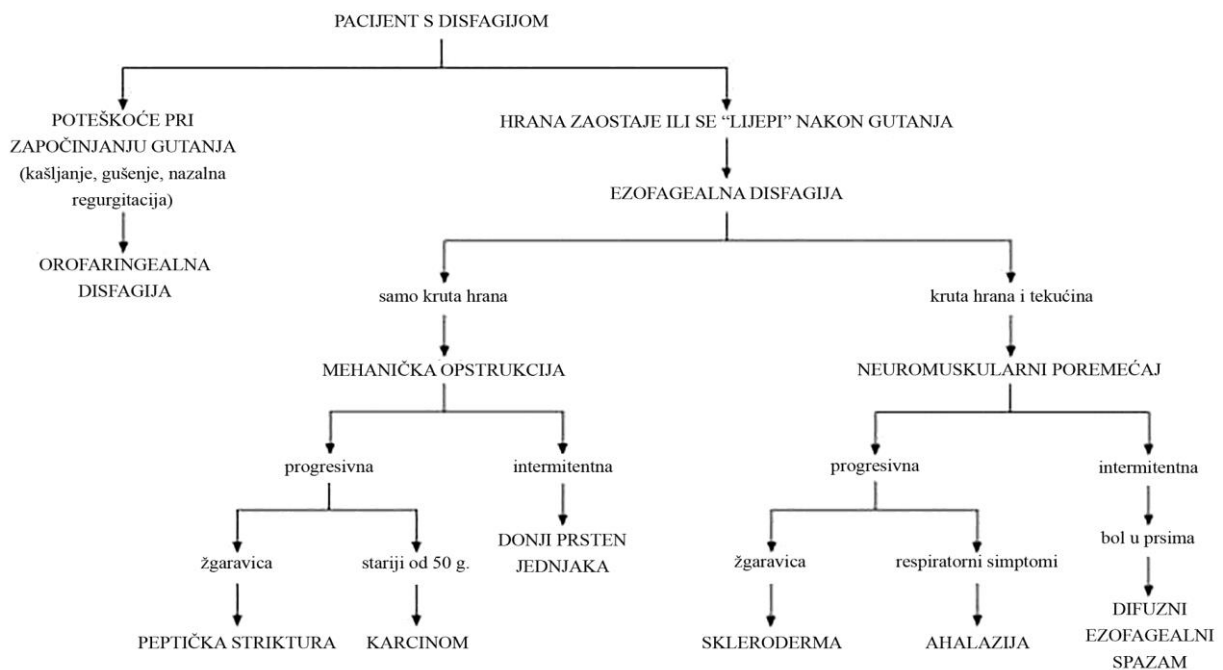 PACIJENT S DISFAGIJOM
POTEŠKOĆE PRI
ZAPOČINJANJU GUTANJA
(kašljanje, gušenje, nazalna
regurgitacija)
HRANA ZAOSTAJE ILI SE “LIJEPI” NAKON GUTANJA
EZOFAGEALNA DISFAGIJA
OROFARINGEALNA
DISFAGIJA
samo kruta hrana
kruta hrana i tekućina
MEHANIČKA OPSTRUKCIJA
NEUROMUSKULARNI POREMEĆAJ
progresivna
intermitentna
progresivna
intermitentna
žgaravica
stariji od 50 g.
DONJI PRSTEN
JEDNJAKA
žgaravica
respiratorni simptomi
bol u prsima
PEPTIČKA STRIKTURA
KARCINOM
SKLERODERMA
AHALAZIJA
DIFUZNI
EZOFAGEALNI
SPAZAM